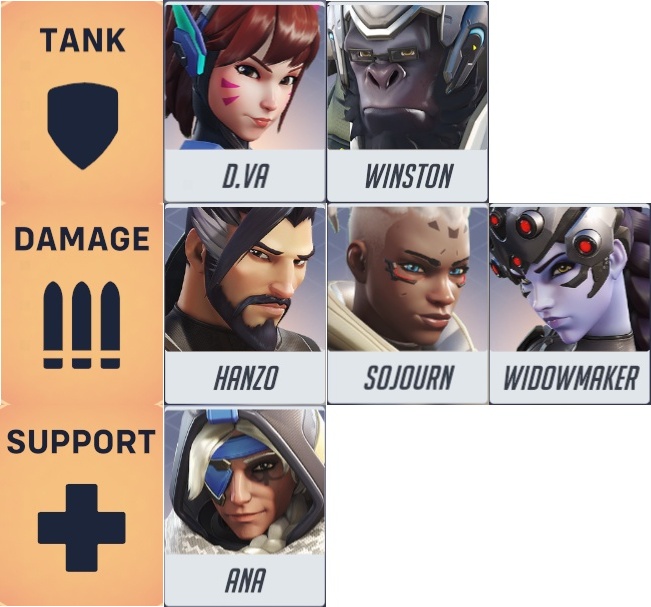 TANK
D.VA
WINSTON
DAMAGE
HANZO
SOJOURN
WIDOWMAKER
SUPPORT
ANA